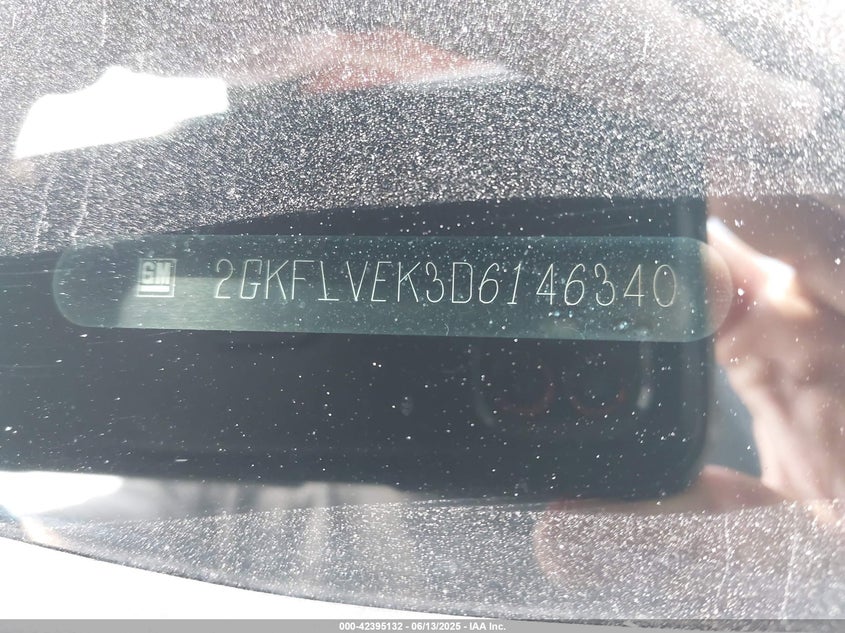 GM 2GKFLVEK3D6146340
000-42395132 - 06/13/2025 - IAA Inc.